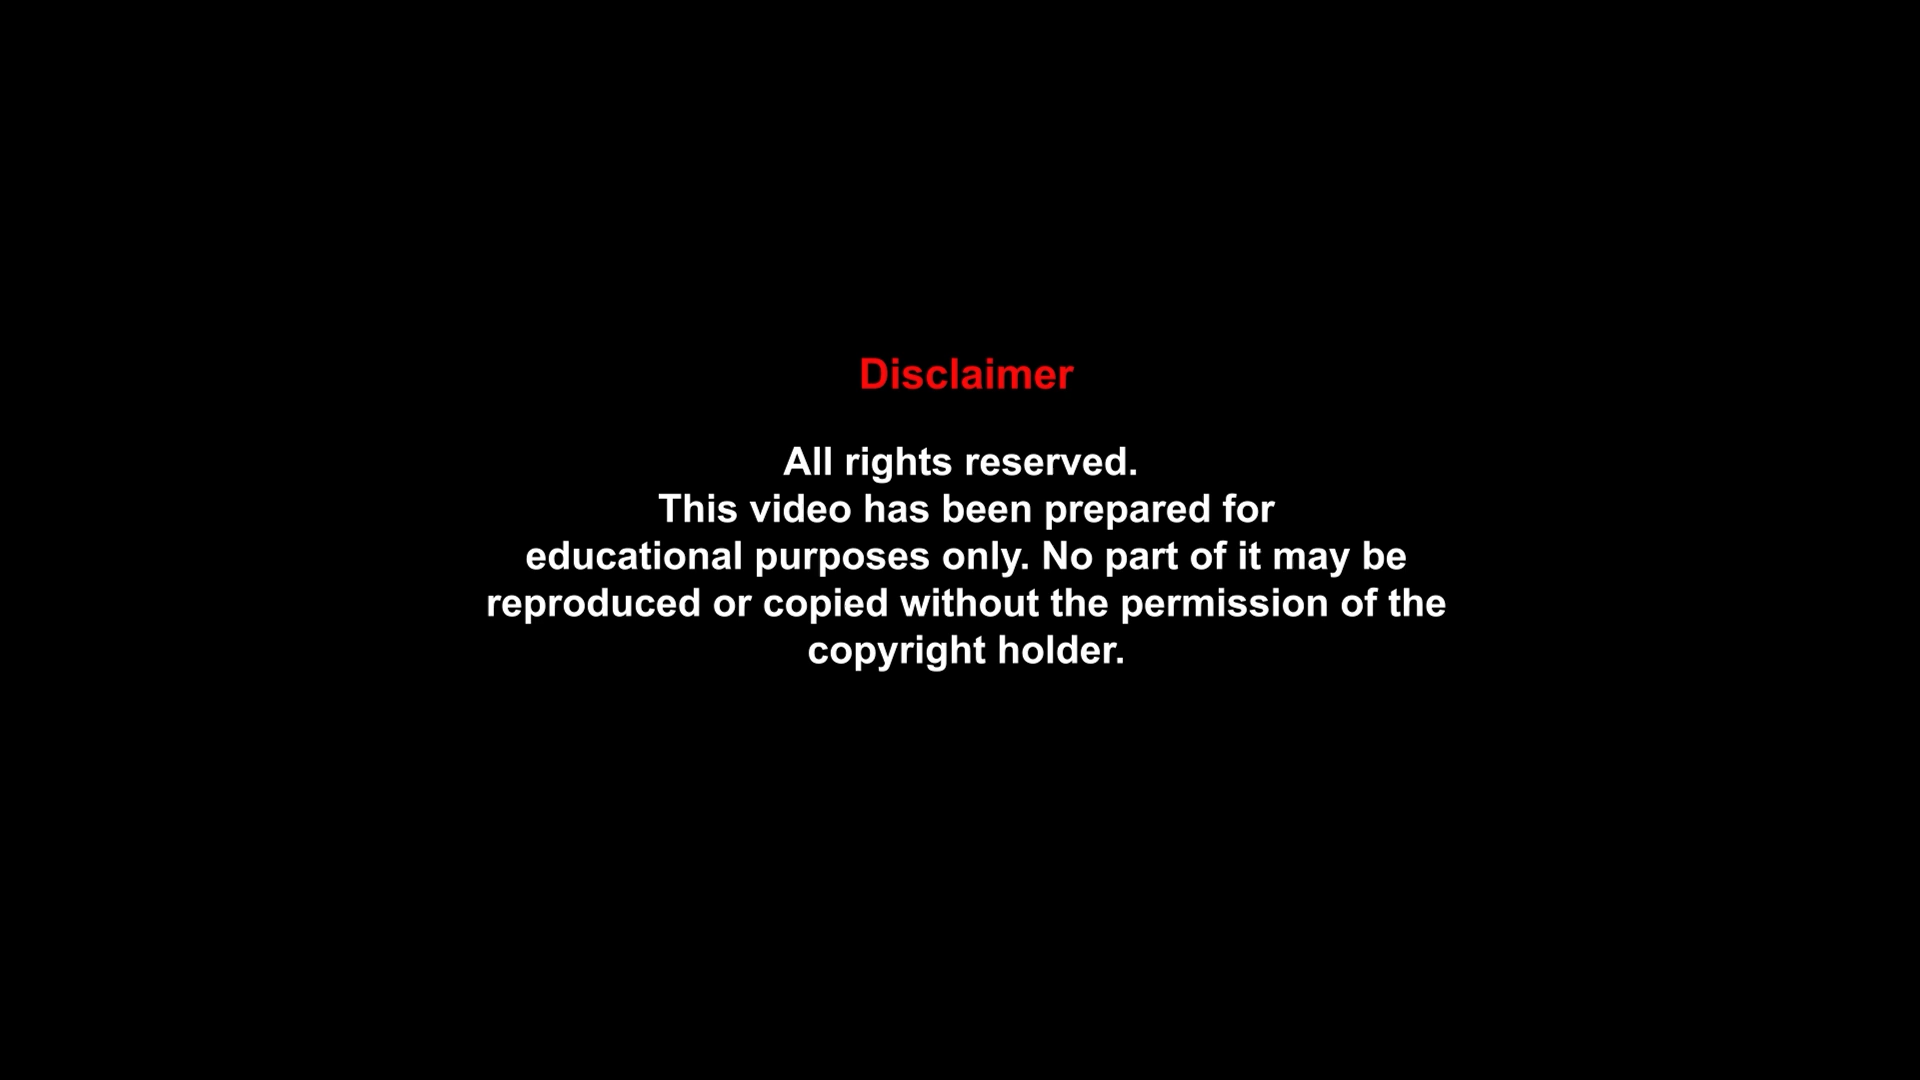 Disclaimer
All rights reserved.
This video has been prepared for
educational purposes only. No part of it may be
reproduced or copied without the permission of the
copyright holder.